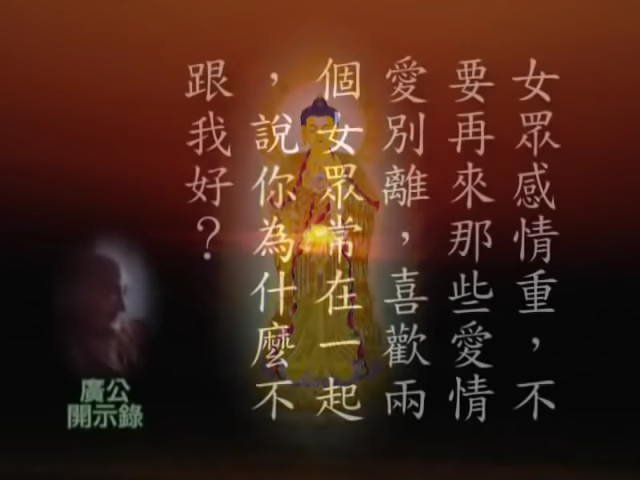 女眾感情重，不
要再來那些愛情
愛別離，喜歡兩
個女眾常在一起
，說你為什麼不
跟我好？
廣公
開示錄